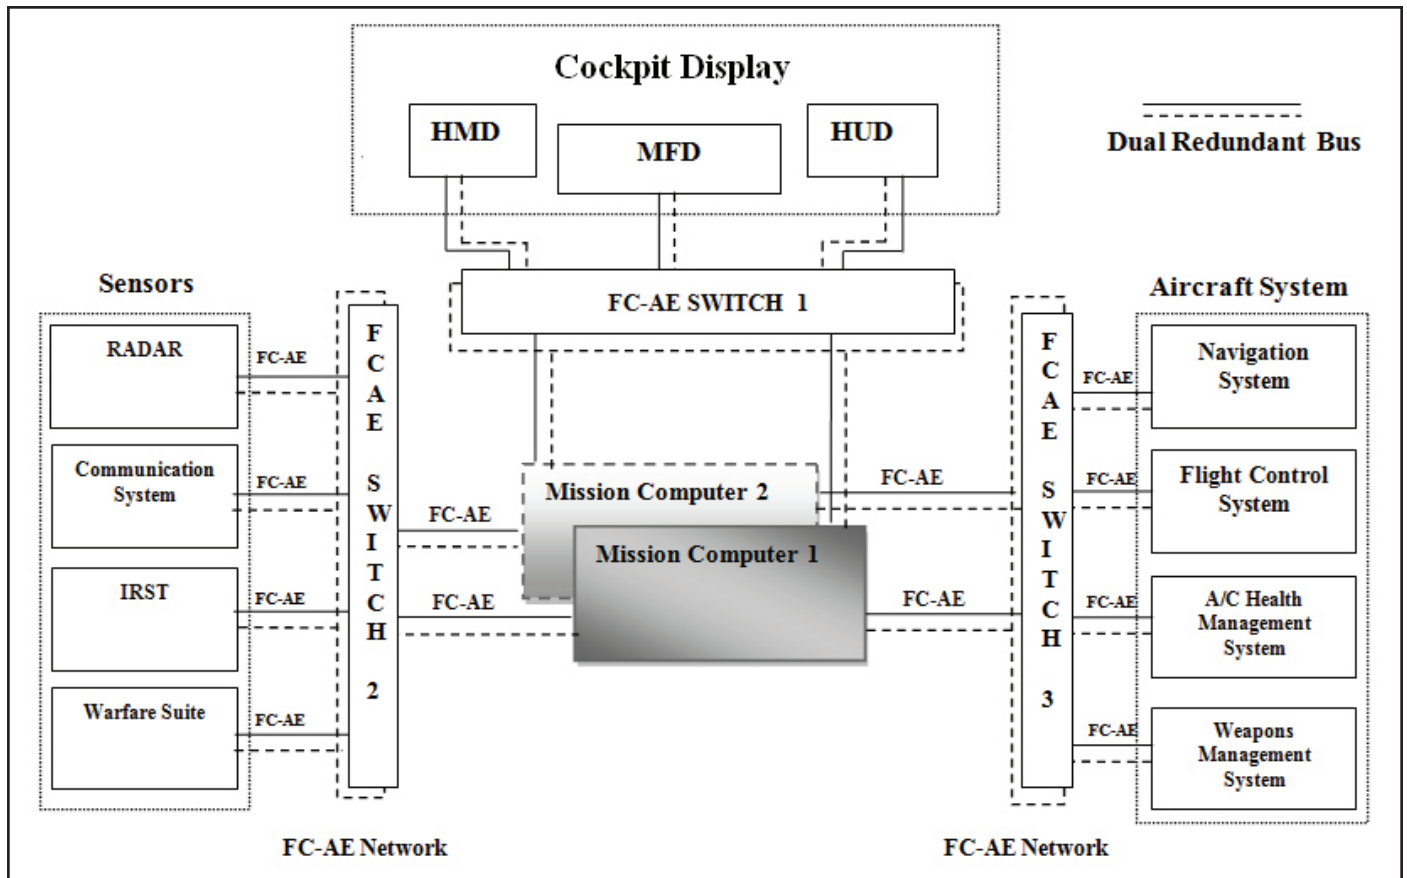 Cockpit Display
HMD
MFD
HUD
Dual Redundant Bus
FC-AE SWITCH 1
Sensors
RADAR
Communication
System
IRST
Warfare Suite
FC-AE
FC-AE
FC-AE
FC-AE
F
C
A
E
S
W
I
T
C
H
2
FC-AE
FC-AE
Mission Computer 2
Mission Computer 1
FC-AE
FC-AE
F
C
A
E
S
W
I
T
C
H
3
FC-AE
FC-AE
FC-AE
FC-AE
Aircraft System
Navigation
System
Flight Control
System
A/C Health
Management
System
Weapons
Management
System
FC-AE Network
FC-AE Network